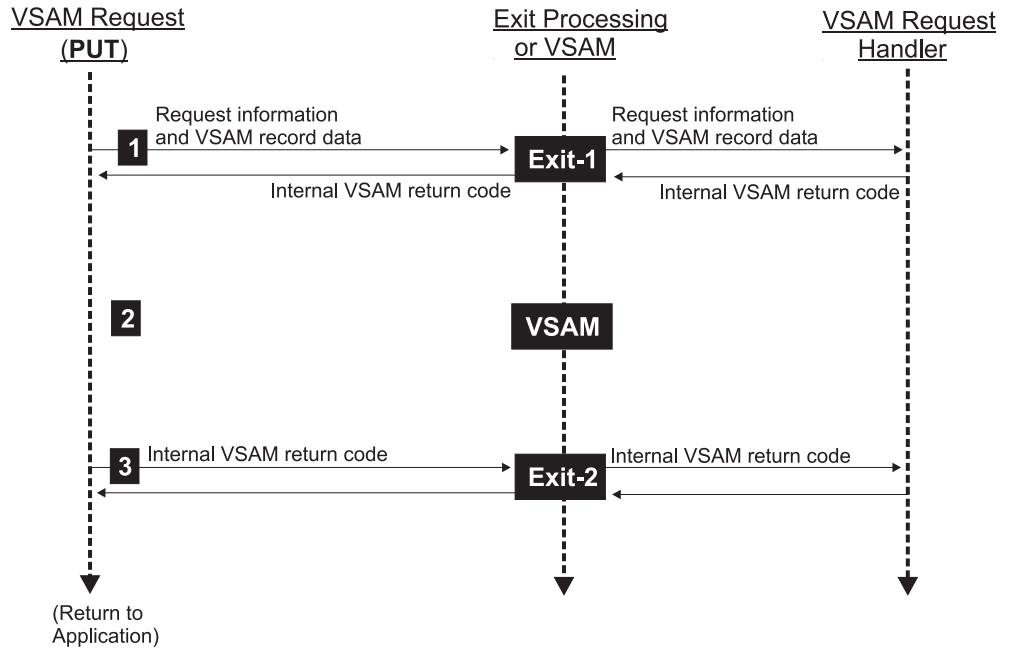 VSAM Request
(PUT)
Exit Processing
or VSAM
VSAM Request
Handler
Request information
and VSAM record data
Request information
and VSAM record data
1
Exit-1
Internal VSAM return code
Internal VSAM return code
2
VSAM
3
Internal VSAM return code
Exit-2
Internal VSAM return code
(Return to
Application)